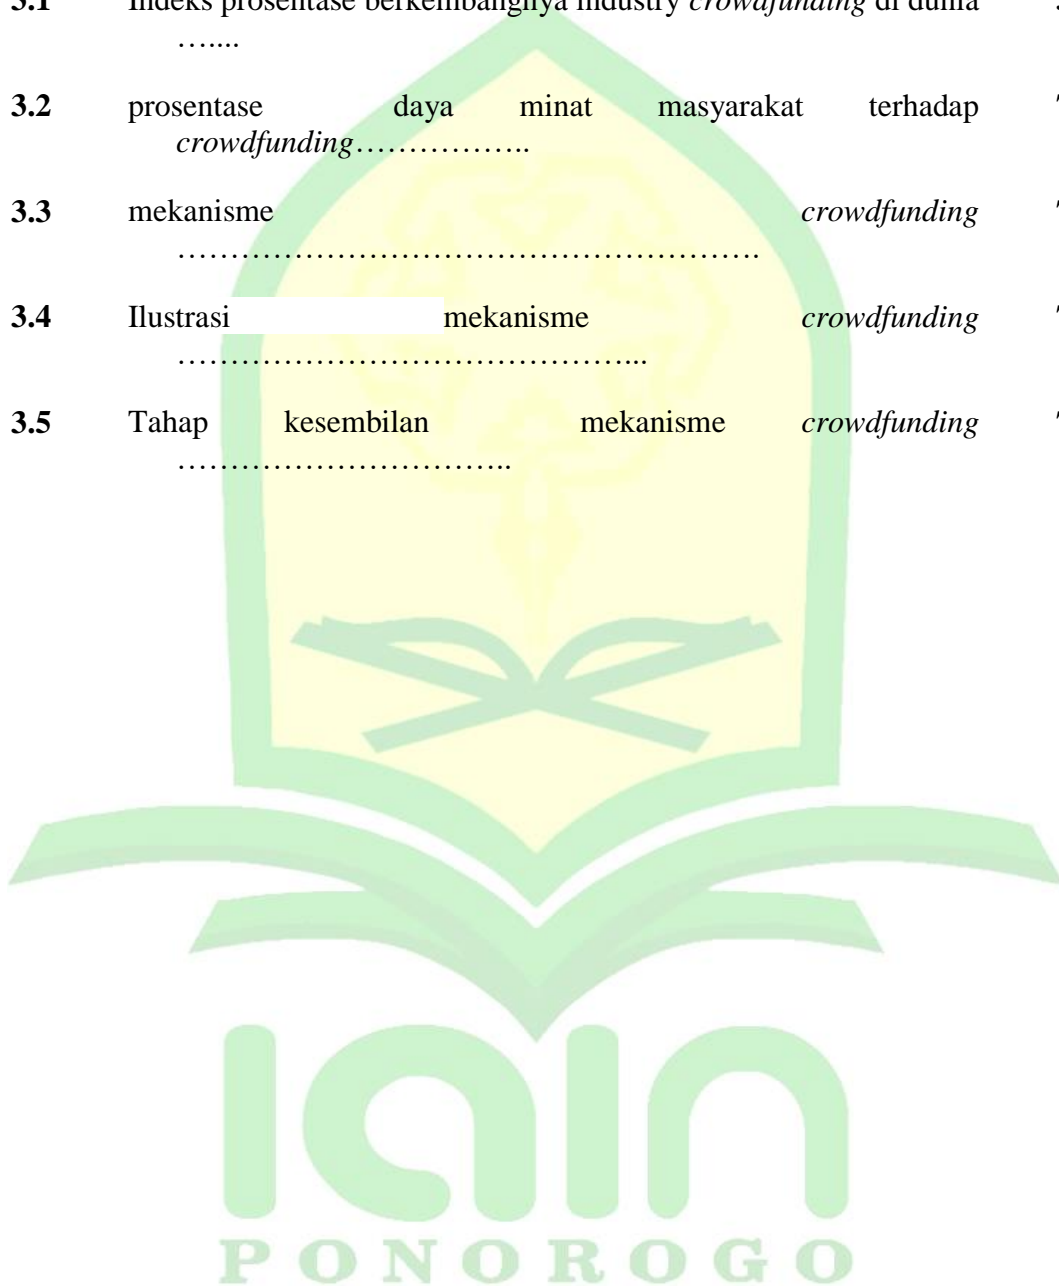 3.1 Indeks prosentase berkembangnya industry crowdfunding di dunia
…....
3.2 prosentase daya minat masyarakat terhadap
crowdfunding……………..
3.3 mekanisme crowdfunding
……………………………………………….
3.4 Ilustrasi mekanisme crowdfunding
……………………………………...
3.5 Tahap kesembilan mekanisme crowdfunding
…………………………..
iain
PONOROGO